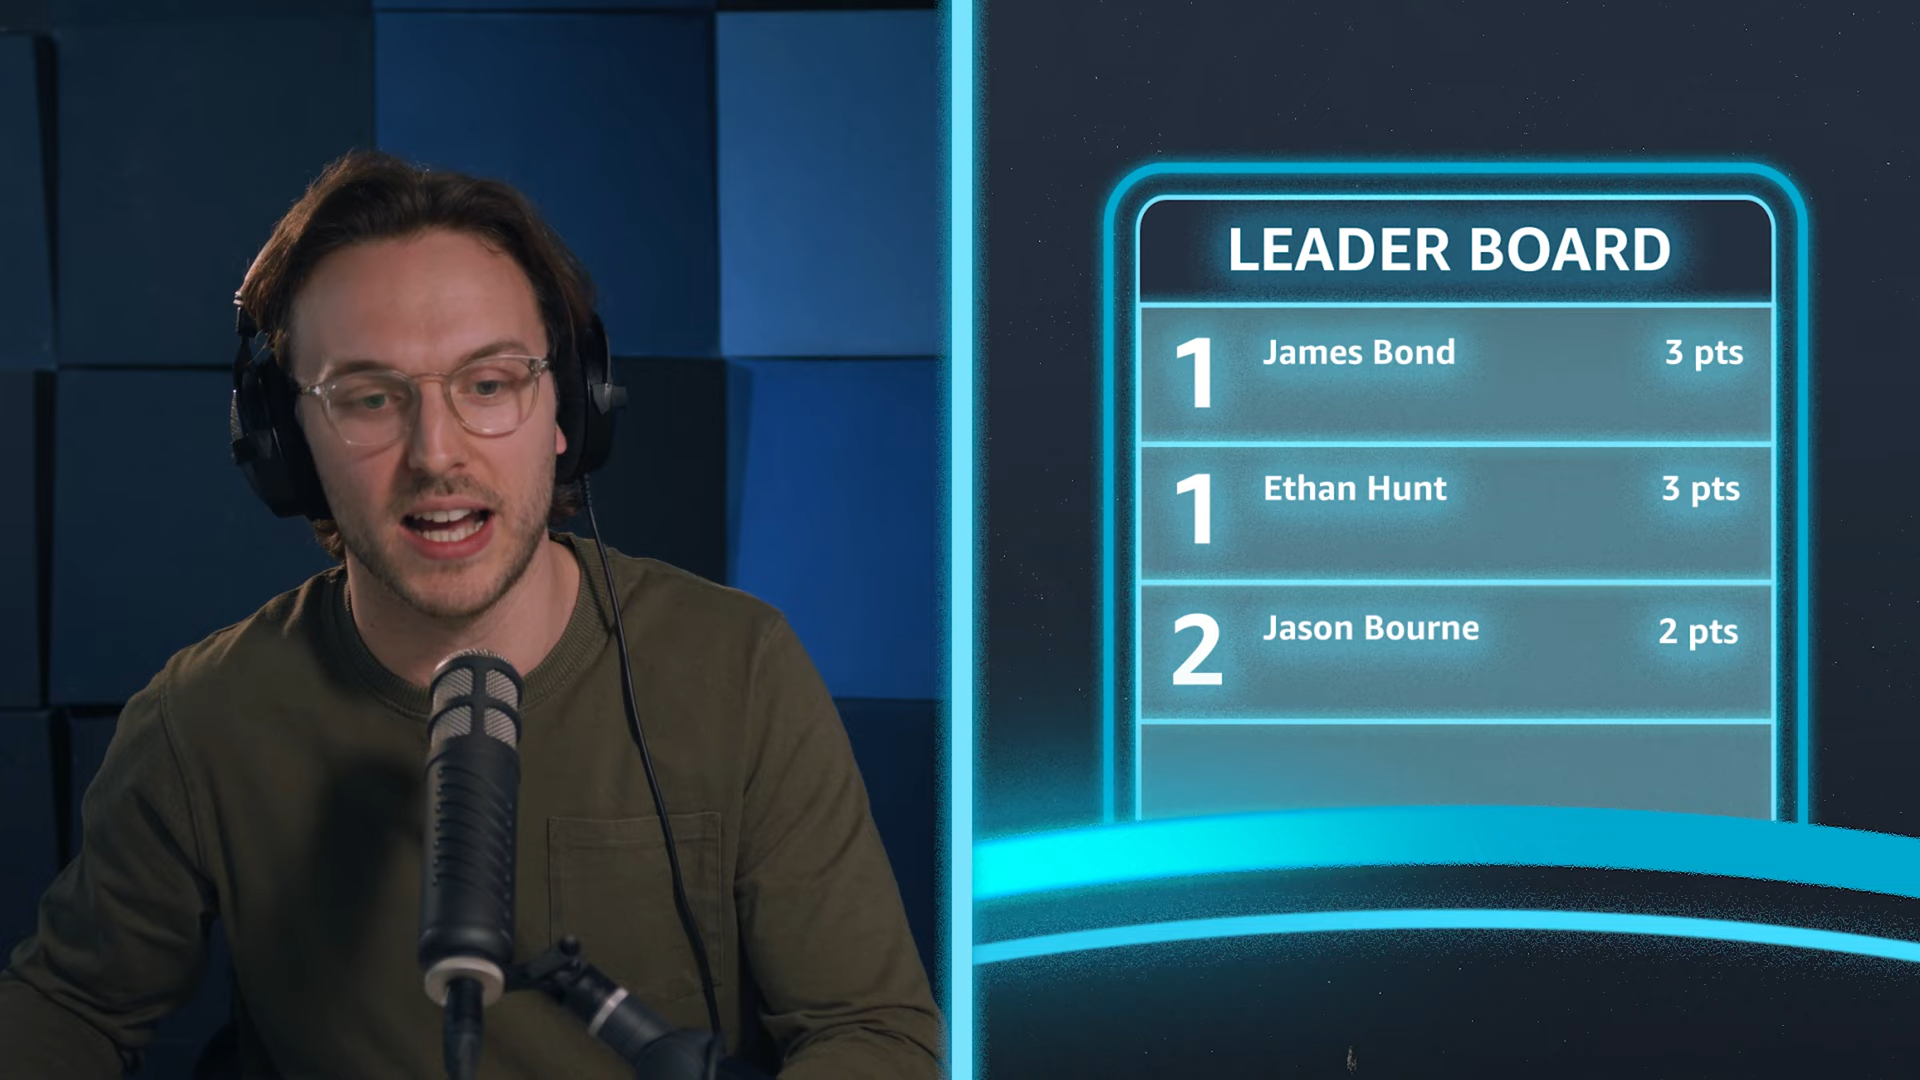 LEADER BOARD
1 James Bond 3 pts
1 Ethan Hunt 3 pts
2 Jason Bourne 2 pts